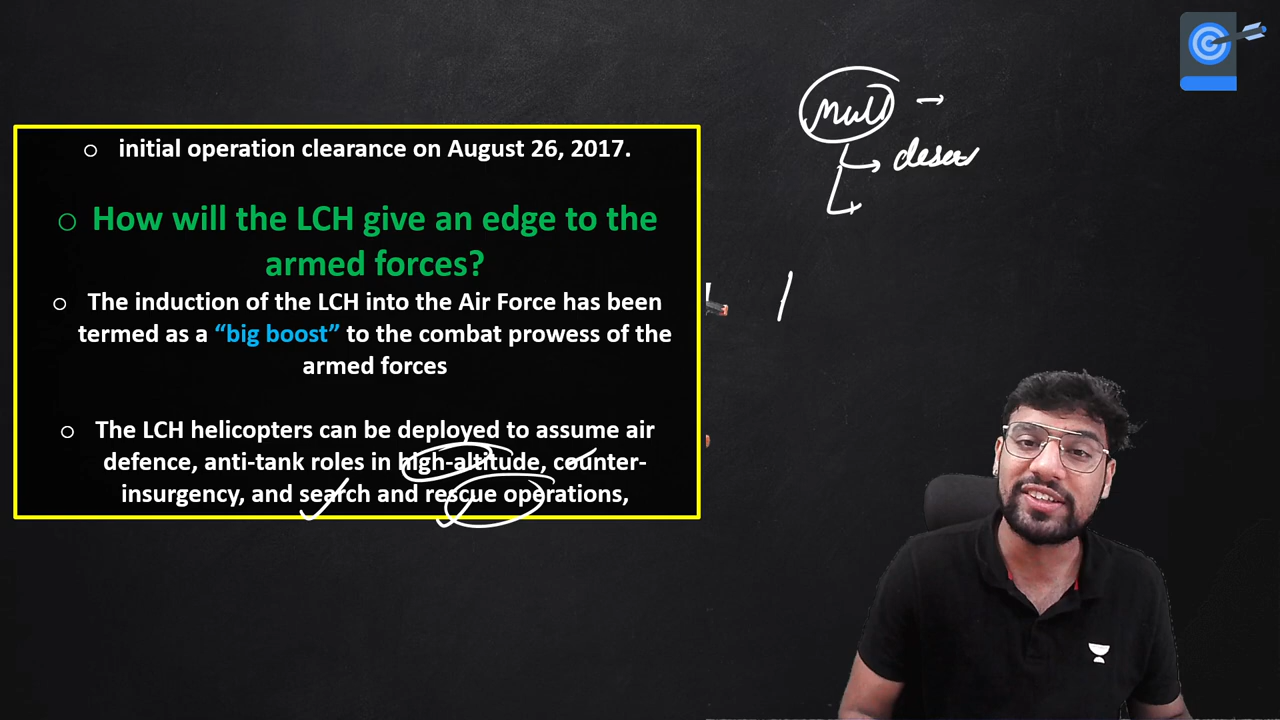 o initial operation clearance on August 26, 2017.
o How will the LCH give an edge to the
armed forces?
o The induction of the LCH into the Air Force has been
termed as a “big boost” to the combat prowess of the
armed forces
o The LCH helicopters can be deployed to assume air
defence, anti-tank roles in high-altitude, counter-
insurgency, and search and rescue operations,